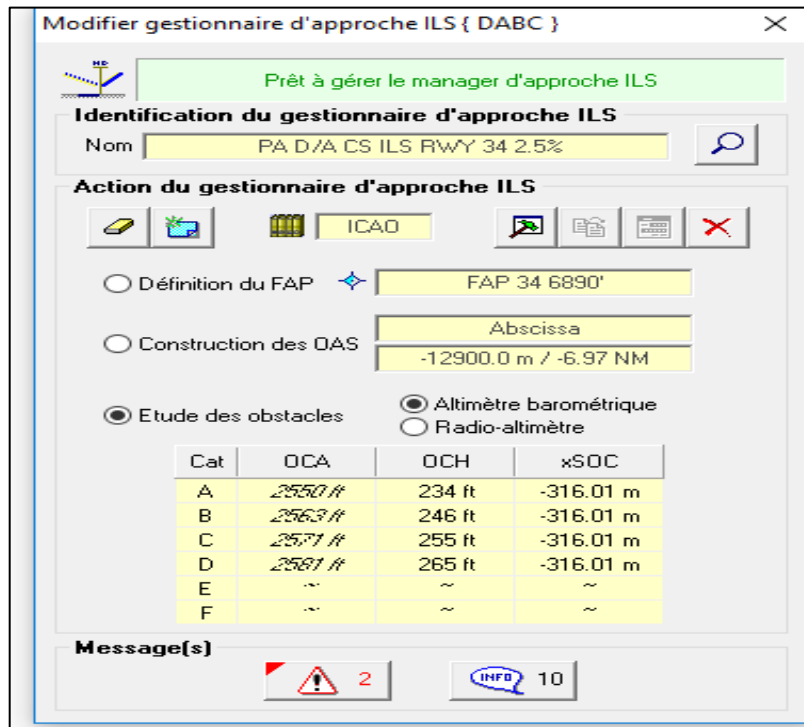 Modifier gestionnaire d'approche ILS { DABC }
HD
Prêt à gérer le manager d'approche ILS
Identification du gestionnaire d'approche ILS
Nom PA D/A CS ILS RWY 34 2.5%
Action du gestionnaire d'approche ILS
ICAO
Définition du FAP FAP 34 6890'
Construction des OAS Abscissa
-12900.0 m / -6.97 NM
Etude des obstacles Altimètre barométrique
Radio-altimètre
Cat OCA OCH xSOC
A 2550 ft 234 ft -316.01 m
B 2563 ft 246 ft -316.01 m
C 2571 ft 255 ft -316.01 m
D 2581 ft 265 ft -316.01 m
E ~ ~ ~
F ~ ~ ~
Message(s)
2 INFO 10